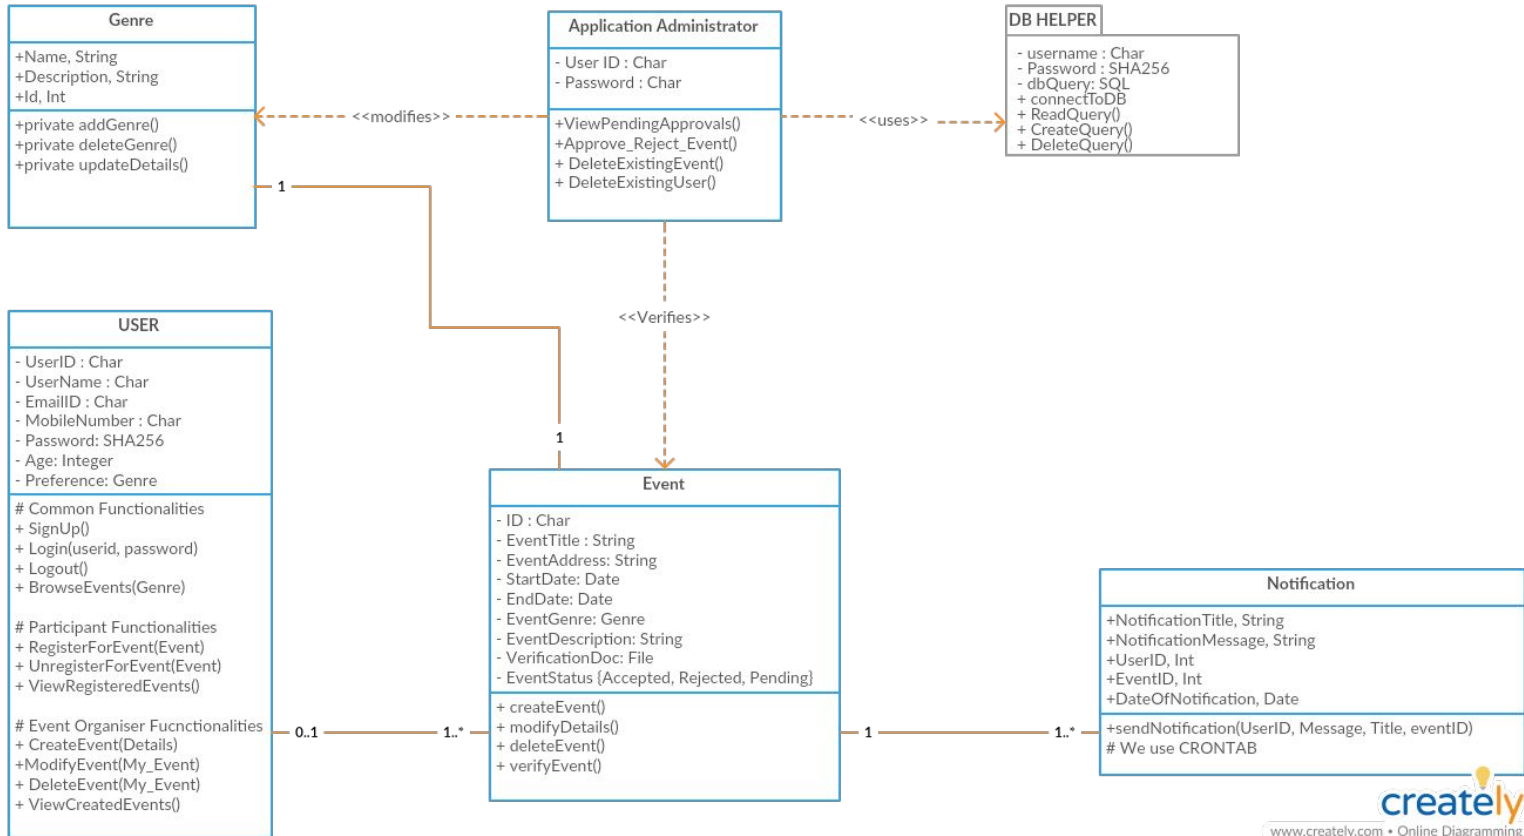 Genre
+Name, String
+Description, String
+Id, Int
+private addGenre()
+private deleteGenre()
+private updateDetails()
Application Administrator
- User ID : Char
- Password : Char
+ViewPendingApprovals()
+Approve_Reject_Event()
+ DeleteExistingEvent()
+ DeleteExistingUser()
DB HELPER
- username : Char
- Password : SHA256
- dbQuery: SQL
+ connectToDB
+ ReadQuery()
+ CreateQuery()
+ DeleteQuery()
<<modifies>>
<<uses>>
1
<<Verifies>>
1
USER
- UserID : Char
- UserName : Char
- EmailID : Char
- MobileNumber : Char
- Password: SHA256
- Age: Integer
- Preference: Genre
# Common Functionalities
+ SignUp()
+ Login(userid, password)
+ Logout()
+ BrowseEvents(Genre)
# Participant Functionalities
+ RegisterForEvent(Event)
+ UnregisterForEvent(Event)
+ ViewRegisteredEvents()
# Event Organiser Fucnctionalities
+ CreateEvent(Details)
+ModifyEvent(My_Event)
+ DeleteEvent(My_Event)
+ ViewCreatedEvents()
0..1
1..*
Event
- ID : Char
- EventTitle : String
- EventAddress: String
- StartDate: Date
- EndDate: Date
- EventGenre: Genre
- EventDescription: String
- VerificationDoc: File
- EventStatus {Accepted, Rejected, Pending}
+ createEvent()
+ modifyDetails()
+ deleteEvent()
+ verifyEvent()
1
1..*
Notification
+NotificationTitle, String
+NotificationMessage, String
+UserID, Int
+EventID, Int
+DateOfNotification, Date
+sendNotification(UserID, Message, Title, eventID)
# We use CRONTAB
creately
www.creately.com • Online Diagramming